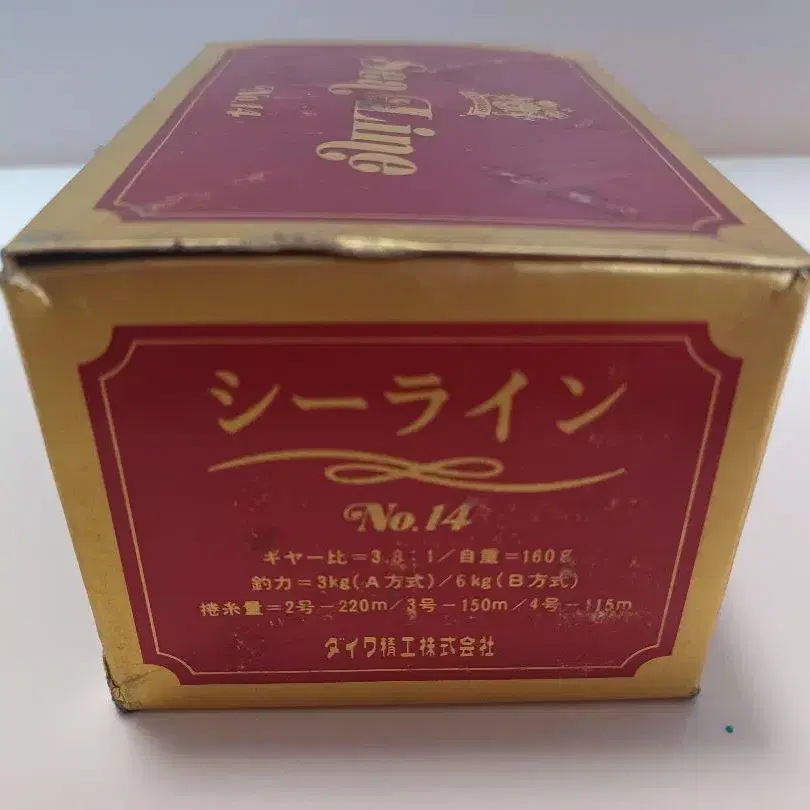 Sea Line
No.14
シーライン
No.14
ギヤー比=3.8:1/自重=160g
釣力=3kg(A方式)/6kg(B方式)
捲糸量=2号-220m/3号-150m/4号-115m
ダイワ精工株式会社